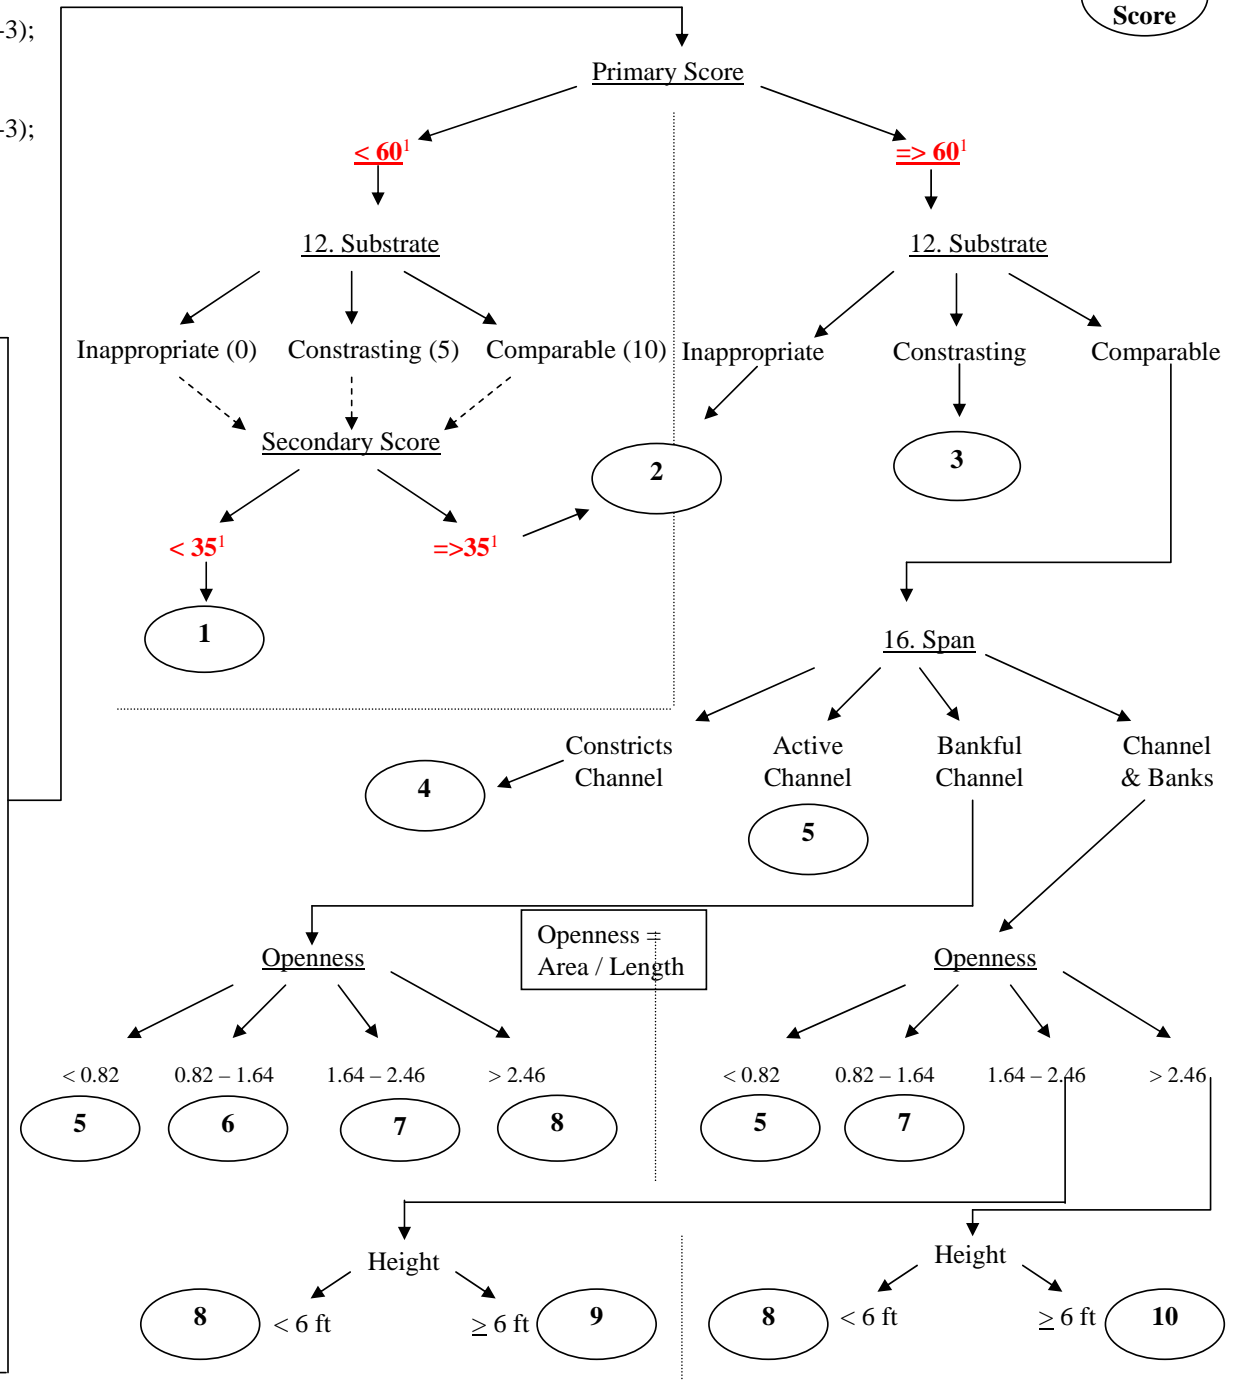 -3);
Score
Primary Score
-3);
< 60¹
=> 60¹
12. Substrate
12. Substrate
Inappropriate (0)
Constrasting (5)
Comparable (10)
Inappropriate
Constrasting
Comparable
Secondary Score
2
3
< 35¹
=>35¹
1
16. Span
Constricts
Channel
Active
Channel
Bankful
Channel
Channel
& Banks
4
5
Openness =
Area / Length
Openness
Openness
< 0.82
0.82 – 1.64
1.64 – 2.46
> 2.46
< 0.82
0.82 – 1.64
1.64 – 2.46
> 2.46
5
6
7
8
5
7
Height
Height
8
< 6 ft
≥ 6 ft
9
8
< 6 ft
≥ 6 ft
10